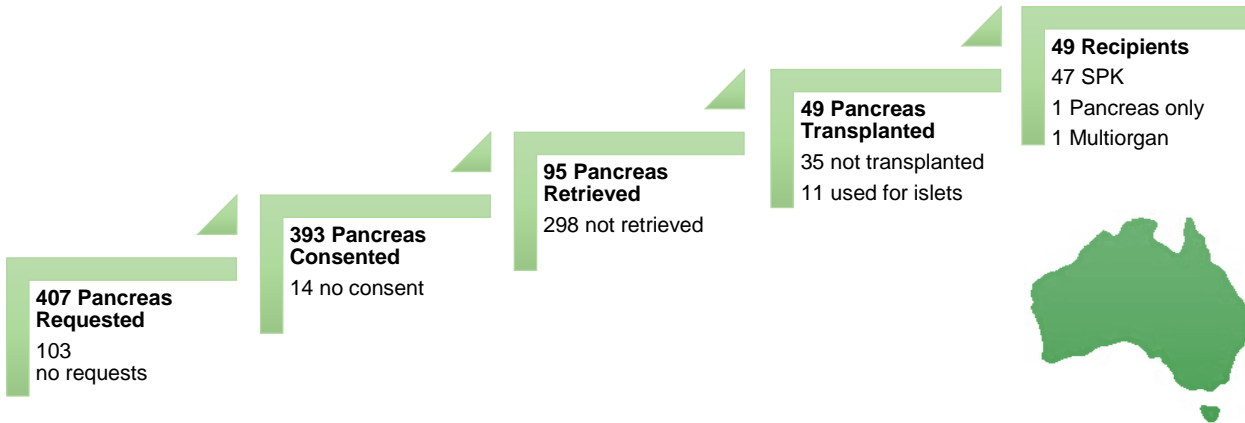 407 Pancreas
Requested
103
no requests
393 Pancreas
Consented
14 no consent
95 Pancreas
Retrieved
298 not retrieved
49 Pancreas
Transplanted
35 not transplanted
11 used for islets
49 Recipients
47 SPK
1 Pancreas only
1 Multiorgan